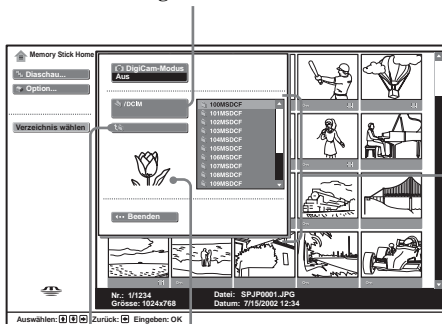 Memory Stick Home
Diaschau...
Option...
Verzeichnis wählen
DigiCam-Modus
Aus
/DCIM
100MSDCF
101MSDCF
102MSDCF
103MSDCF
104MSDCF
105MSDCF
106MSDCF
107MSDCF
108MSDCF
109MSDCF
Beenden
Nr.: 1/1234
Grösse: 1024x768
Datei: SPJP0001.JPG
Datum: 7/15/2002 12:34
Auswählen: Zurück: Eingeben: OK